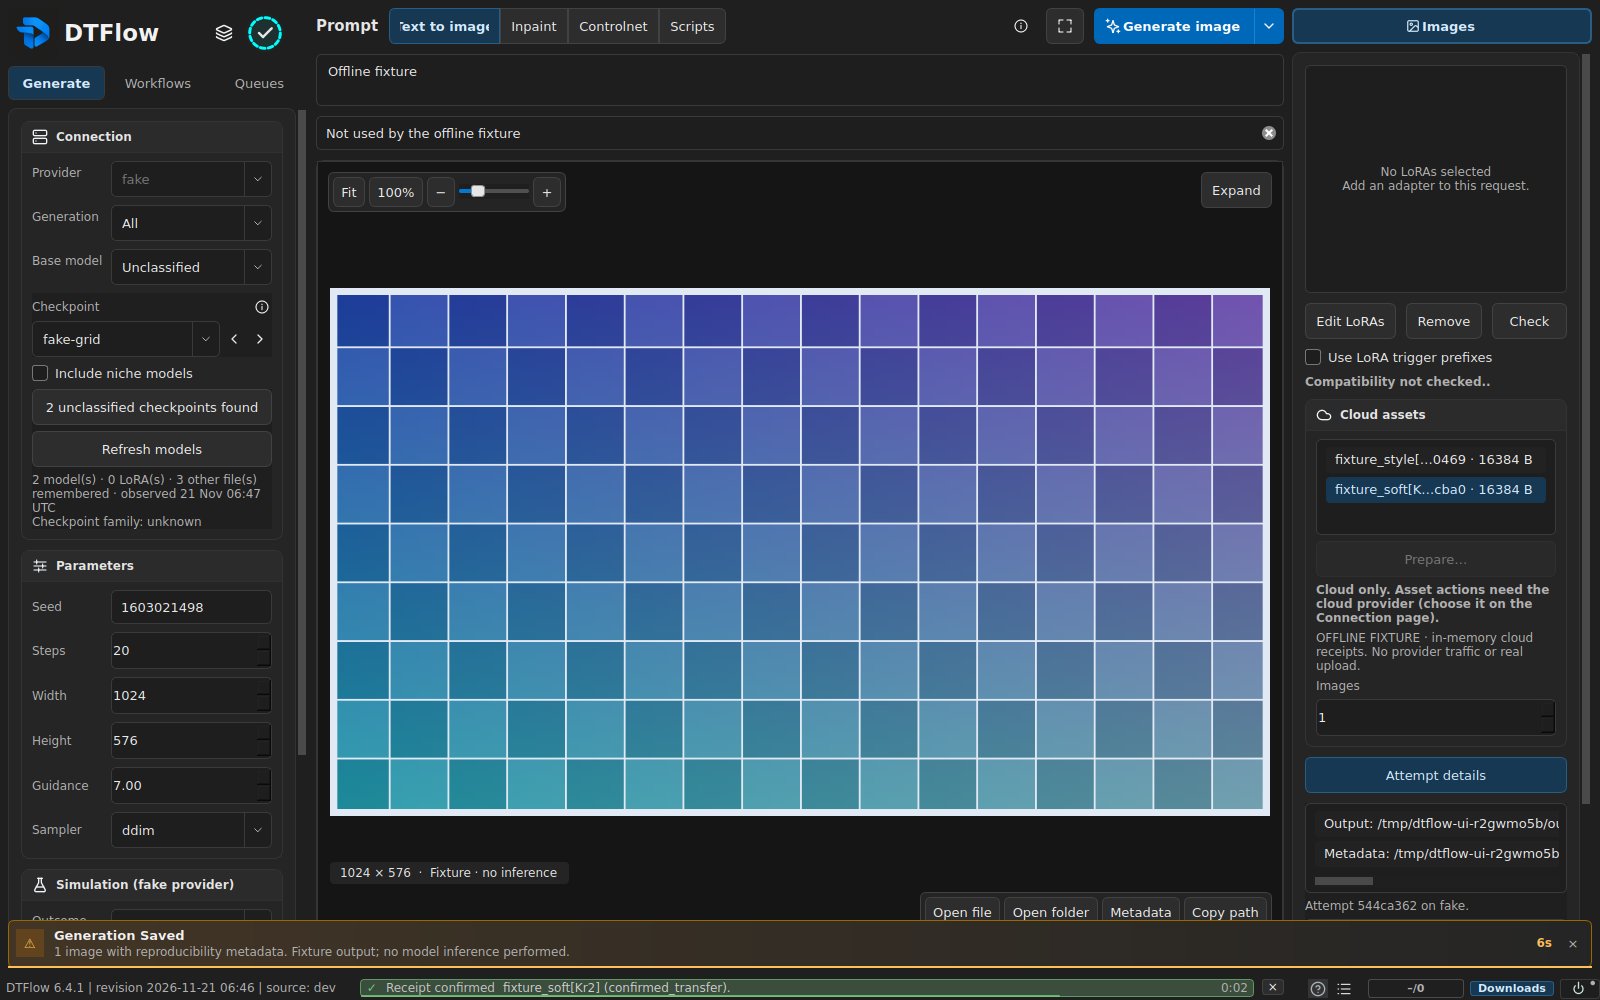 DTFlow
Generate
Workflows
Queues
Connection
Provider
fake
Generation
All
Base model
Unclassified
Checkpoint
fake-grid
Include niche models
2 unclassified checkpoints found
Refresh models
2 model(s) · 0 LoRA(s) · 3 other file(s)
remembered · observed 21 Nov 06:47
UTC
Checkpoint family: unknown
Parameters
Seed
1603021498
Steps
20
Width
1024
Height
576
Guidance
7.00
Sampler
ddim
Simulation (fake provider)
Outcome
Prompt
Text to image
Inpaint
Controlnet
Scripts
Generate image
Offline fixture
Not used by the offline fixture
Fit
100%
−
+
Expand
1024 × 576 · Fixture · no inference
Open file
Open folder
Metadata
Copy path
Images
No LoRAs selected
Add an adapter to this request.
Edit LoRAs
Remove
Check
Use LoRA trigger prefixes
Compatibility not checked..
Cloud assets
fixture_style[...0469 · 16384 B
fixture_soft[K...cba0 · 16384 B
Prepare...
Cloud only. Asset actions need the
cloud provider (choose it on the
Connection page).
OFFLINE FIXTURE · in-memory cloud
receipts. No provider traffic or real
upload.
Images
1
Attempt details
Output: /tmp/dtflow-ui-r2gwmo5b/ou
Metadata: /tmp/dtflow-ui-r2gwmo5b
Attempt 544ca362 on fake.
Generation Saved
1 image with reproducibility metadata. Fixture output; no model inference performed.
6s
×
DTFlow 6.4.1 | revision 2026-11-21 06:46 | source: dev
✓ Receipt confirmed fixture_soft[Kr2] (confirmed_transfer).
0:02
×
–/0
Downloads